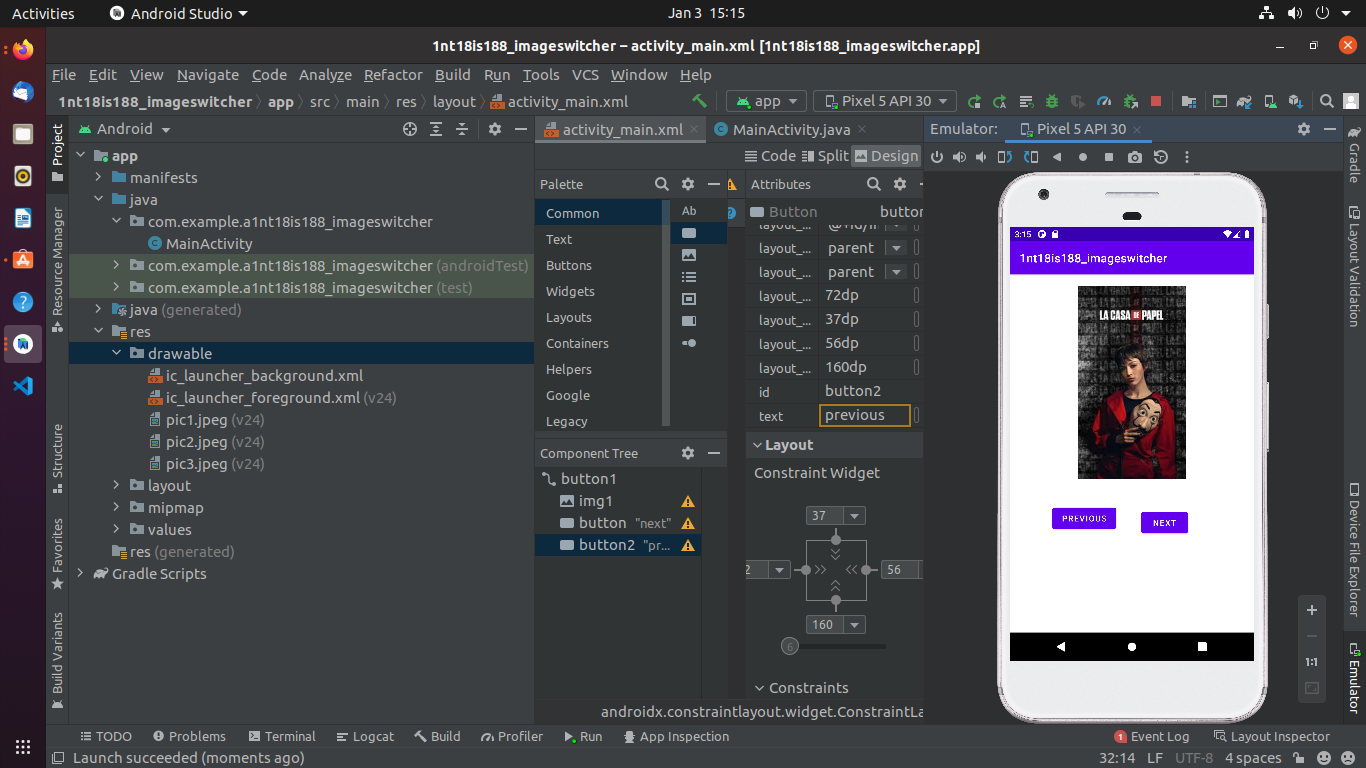 Activities
Android Studio
Jan 3 15:15
1nt18is188_imageswitcher – activity_main.xml [1nt18is188_imageswitcher.app]
File Edit View Navigate Code Analyze Refactor Build Run Tools VCS Window Help
1nt18is188_imageswitcher app src main res layout activity_main.xml
app
Pixel 5 API 30
Android
activity_main.xml
MainActivity.java
Emulator:
Pixel 5 API 30
Project
Resource Manager
Structure
Favorites
Build Variants
app
manifests
java
com.example.a1nt18is188_imageswitcher
MainActivity
com.example.a1nt18is188_imageswitcher (androidTest)
com.example.a1nt18is188_imageswitcher (test)
java (generated)
res
drawable
ic_launcher_background.xml
ic_launcher_foreground.xml (v24)
pic1.jpeg (v24)
pic2.jpeg (v24)
pic3.jpeg (v24)
layout
mipmap
values
res (generated)
Gradle Scripts
Code Split Design
Palette
Common
Text
Buttons
Widgets
Layouts
Containers
Helpers
Google
Legacy
Ab
Component Tree
button1
img1
button "next"
button2 "pr...
Attributes
Button
layout_... parent
layout_... parent
layout_... 72dp
layout_... 37dp
layout_... 56dp
layout_... 160dp
id button2
text previous
Layout
Constraint Widget
37
2
56
160
6
Constraints
androidx.constraintlayout.widget.ConstraintLa
3:15
1nt18is188_imageswitcher
LA CASA DE PAPEL
PREVIOUS
NEXT
1:1
Gradle
Layout Validation
Device File Explorer
Emulator
TODO Problems Terminal Logcat Build Profiler Run App Inspection
1 Event Log Layout Inspector
Launch succeeded (moments ago)
32:14 LF UTF-8 4 spaces